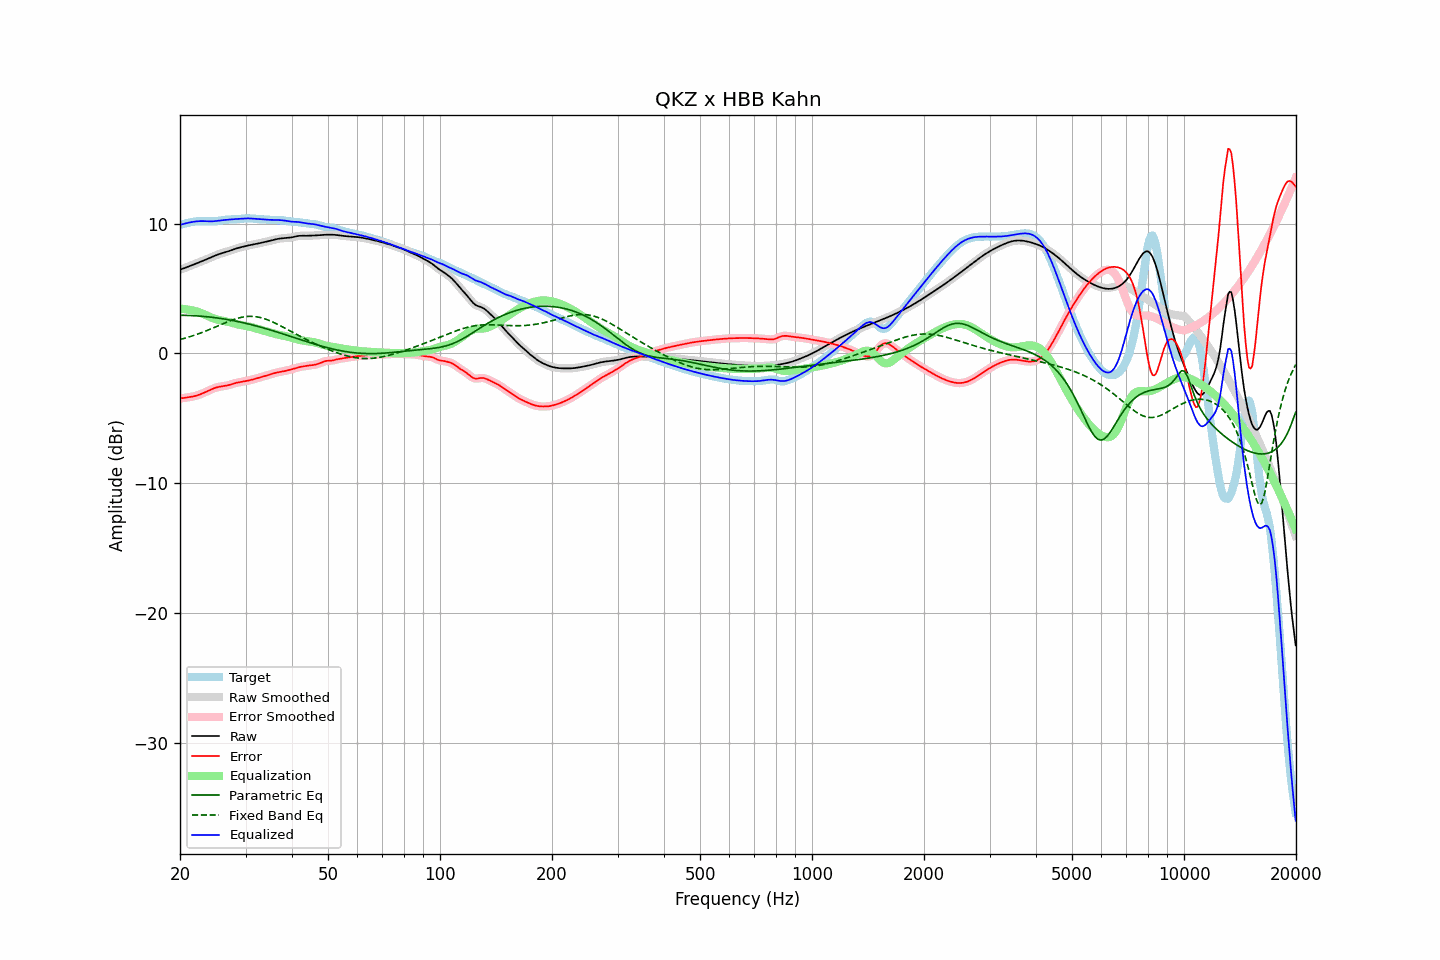 QKZ x HBB Kahn
10
0
−10
−20
−30
Amplitude (dBr)
Target
Raw Smoothed
Error Smoothed
Raw
Error
Equalization
Parametric Eq
Fixed Band Eq
Equalized
20 50 100 200 500 1000 2000 5000 10000 20000
Frequency (Hz)